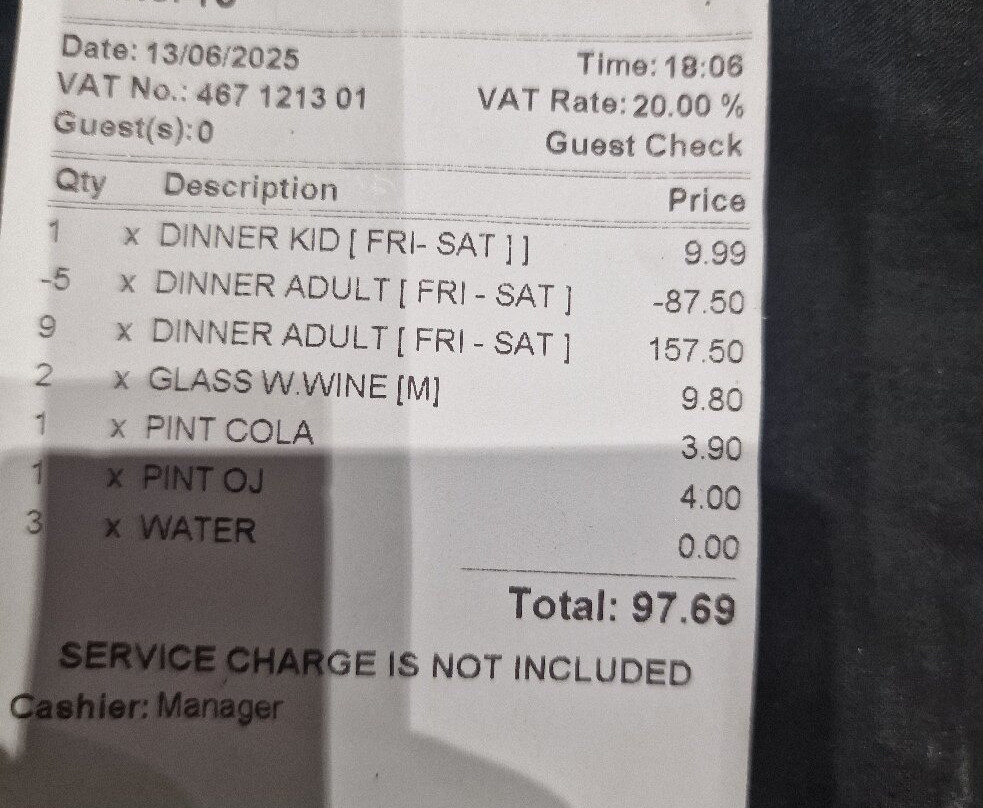 Date: 13/06/2025 Time: 18:06
VAT No.: 467 1213 01 VAT Rate: 20.00 %
Guest(s): 0 Guest Check
Qty Description Price
1 x DINNER KID [ FRI- SAT ] ] 9.99
-5 x DINNER ADULT [ FRI - SAT ] -87.50
9 x DINNER ADULT [ FRI - SAT ] 157.50
2 x GLASS W.WINE [M] 9.80
1 x PINT COLA 3.90
1 x PINT OJ 4.00
3 x WATER 0.00
Total: 97.69
SERVICE CHARGE IS NOT INCLUDED
Cashier: Manager